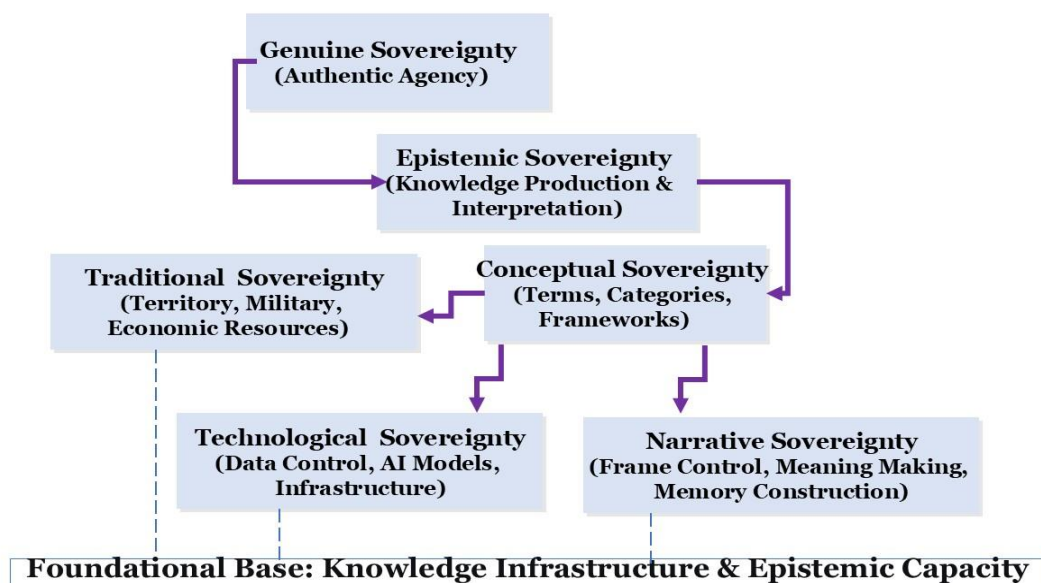 Genuine Sovereignty
(Authentic Agency)
Epistemic Sovereignty
(Knowledge Production &
Interpretation)
Traditional Sovereignty
(Territory, Military,
Economic Resources)
Conceptual Sovereignty
(Terms, Categories,
Frameworks)
Technological Sovereignty
(Data Control, AI Models,
Infrastructure)
Narrative Sovereignty
(Frame Control, Meaning Making,
Memory Construction)
Foundational Base: Knowledge Infrastructure & Epistemic Capacity